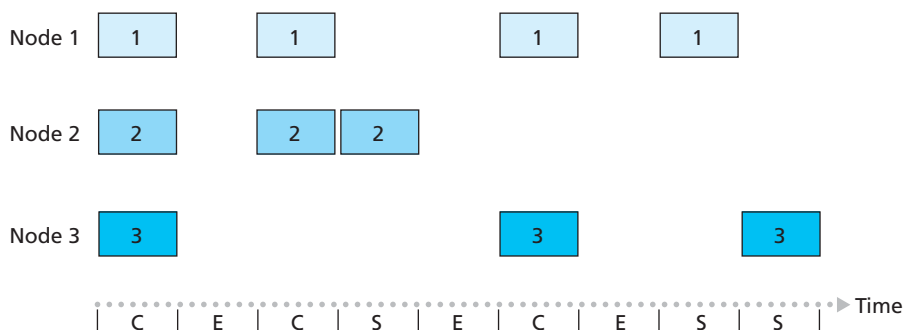 Node 1 1 1 1 1
Node 2 2 2 2
Node 3 3 3 3
Time
C E C S E C E S S